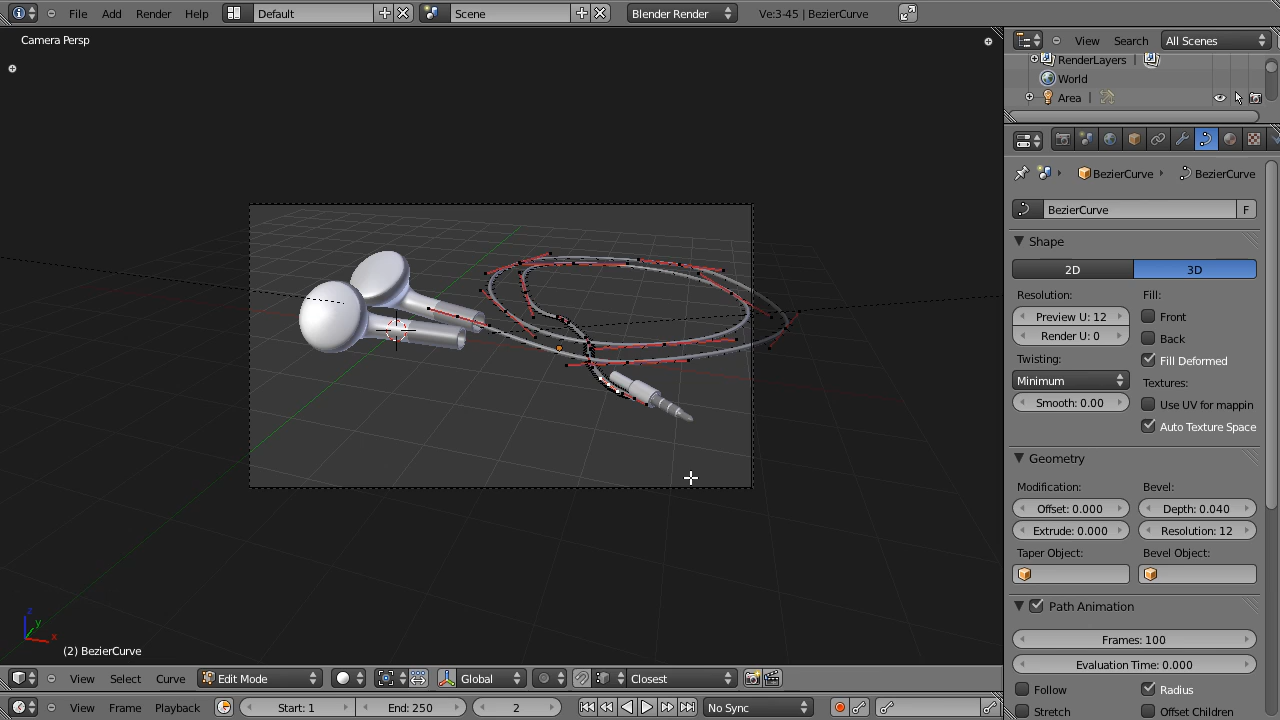 File Add Render Help Default Scene Blender Render Ve:3-45 | BezierCurve
Camera Persp
View Search All Scenes
RenderLayers |
World
Area |
BezierCurve BezierCurve
BezierCurve F
Shape
2D 3D
Resolution: Fill:
Preview U: 12 Front
Render U: 0 Back
Twisting: Fill Deformed
Minimum Textures:
Smooth: 0.00 Use UV for mappin
Auto Texture Space
Geometry
Modification: Bevel:
Offset: 0.000 Depth: 0.040
Extrude: 0.000 Resolution: 12
Taper Object: Bevel Object:
Path Animation
Frames: 100
Evaluation Time: 0.000
Follow Radius
Stretch Offset Children
z
y
x
(2) BezierCurve
View Select Curve Edit Mode Global Closest
View Frame Playback Start: 1 End: 250 2 No Sync